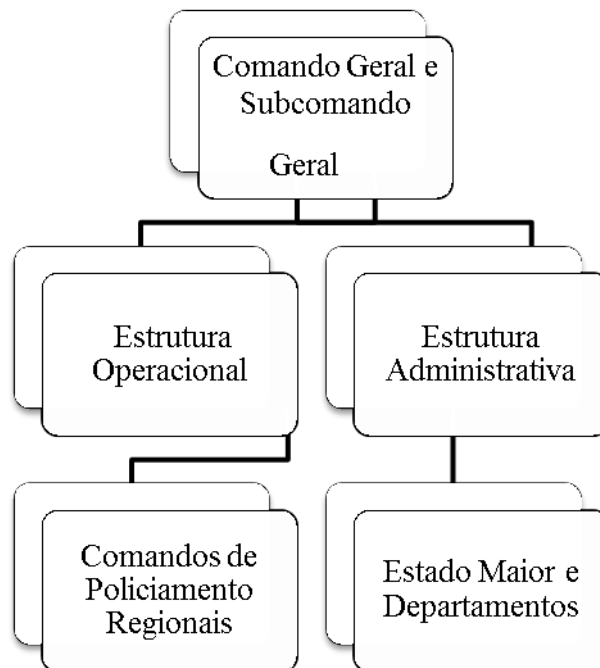 Comando Geral e
Subcomando
Geral
Estrutura
Operacional
Estrutura
Administrativa
Comandos de
Policiamento
Regionais
Estado Maior e
Departamentos